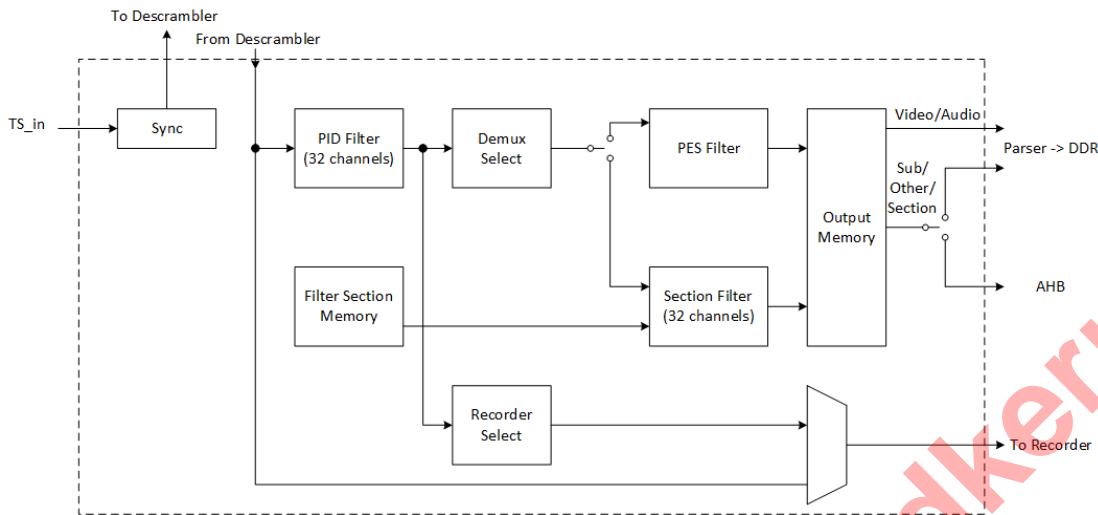 To Descrambler
From Descrambler
TS_in
Sync
PID Filter
(32 channels)
Demux
Select
PES Filter
Video/Audio
Parser -> DDR
Sub/
Other/
Section
Output
Memory
Filter Section
Memory
Section Filter
(32 channels)
AHB
Recorder
Select
To Recorder